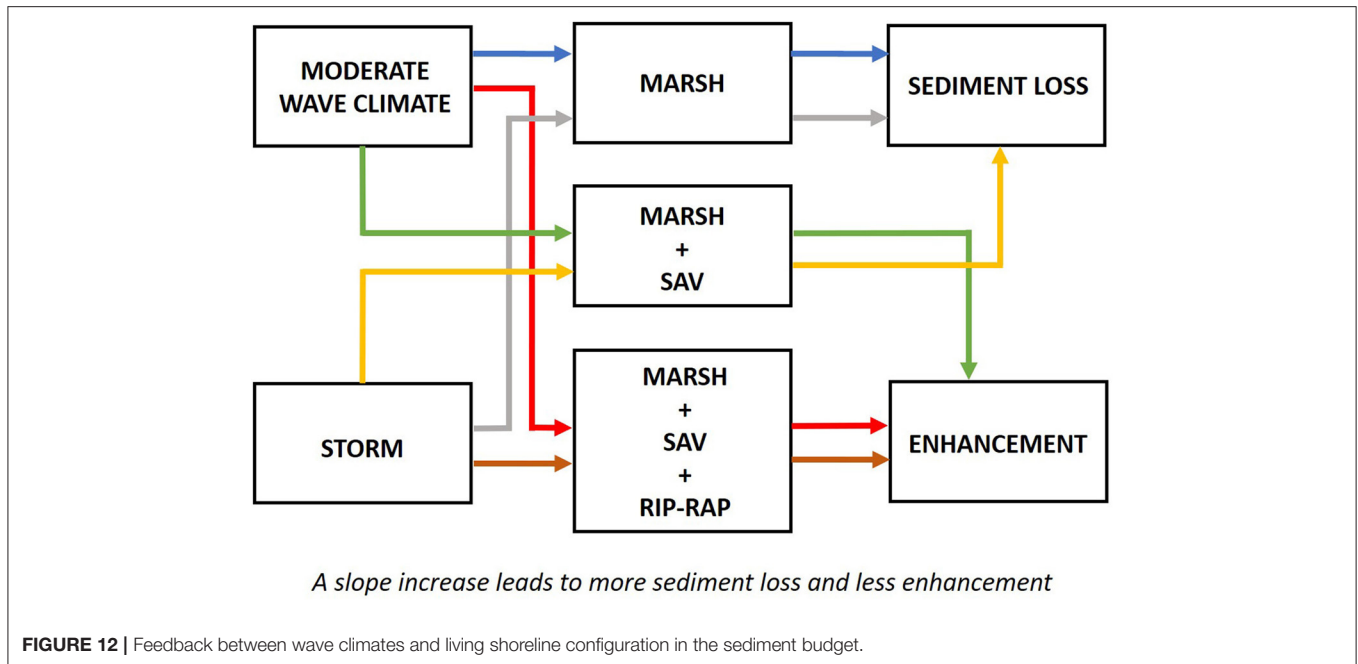 MODERATE
WAVE CLIMATE
MARSH
SEDIMENT LOSS
MARSH
+
SAV
STORM
MARSH
+
SAV
+
RIP-RAP
ENHANCEMENT
A slope increase leads to more sediment loss and less enhancement
FIGURE 12 | Feedback between wave climates and living shoreline configuration in the sediment budget.